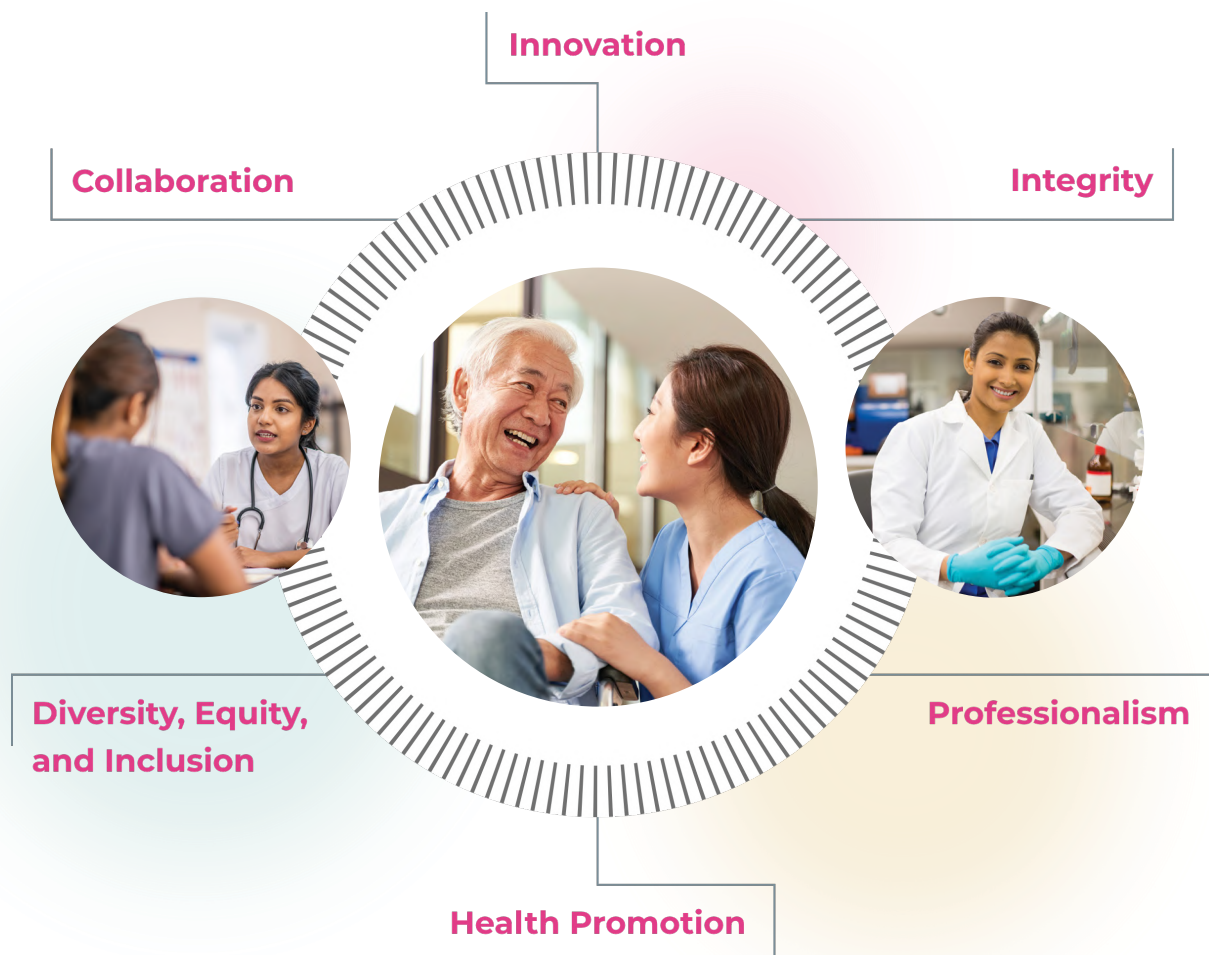 Innovation
Collaboration
Integrity
Diversity, Equity,
and Inclusion
Professionalism
Health Promotion